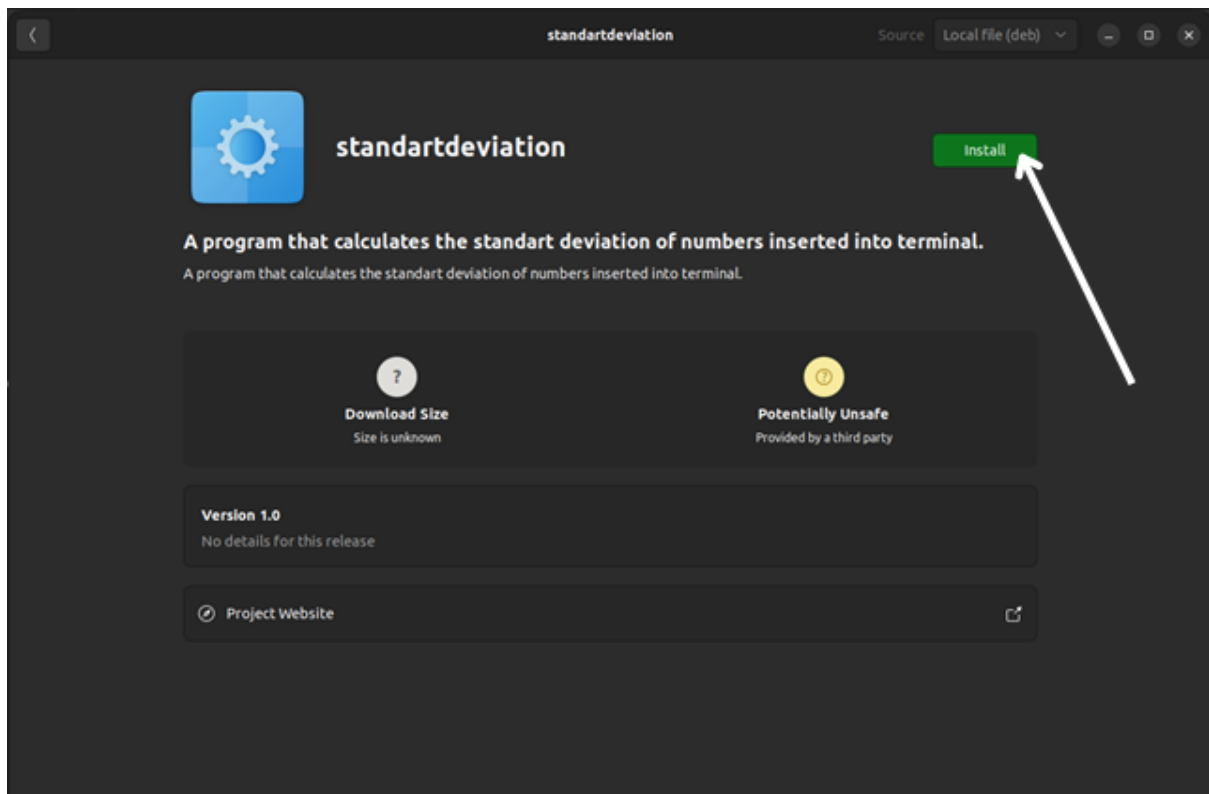 standartdeviation
Source Local file (deb)
standartdeviation
Install
A program that calculates the standart deviation of numbers inserted into terminal.
A program that calculates the standart deviation of numbers inserted into terminal.
?
?
Download Size
Potentially Unsafe
Size is unknown
Provided by a third party
Version 1.0
No details for this release
Project Website